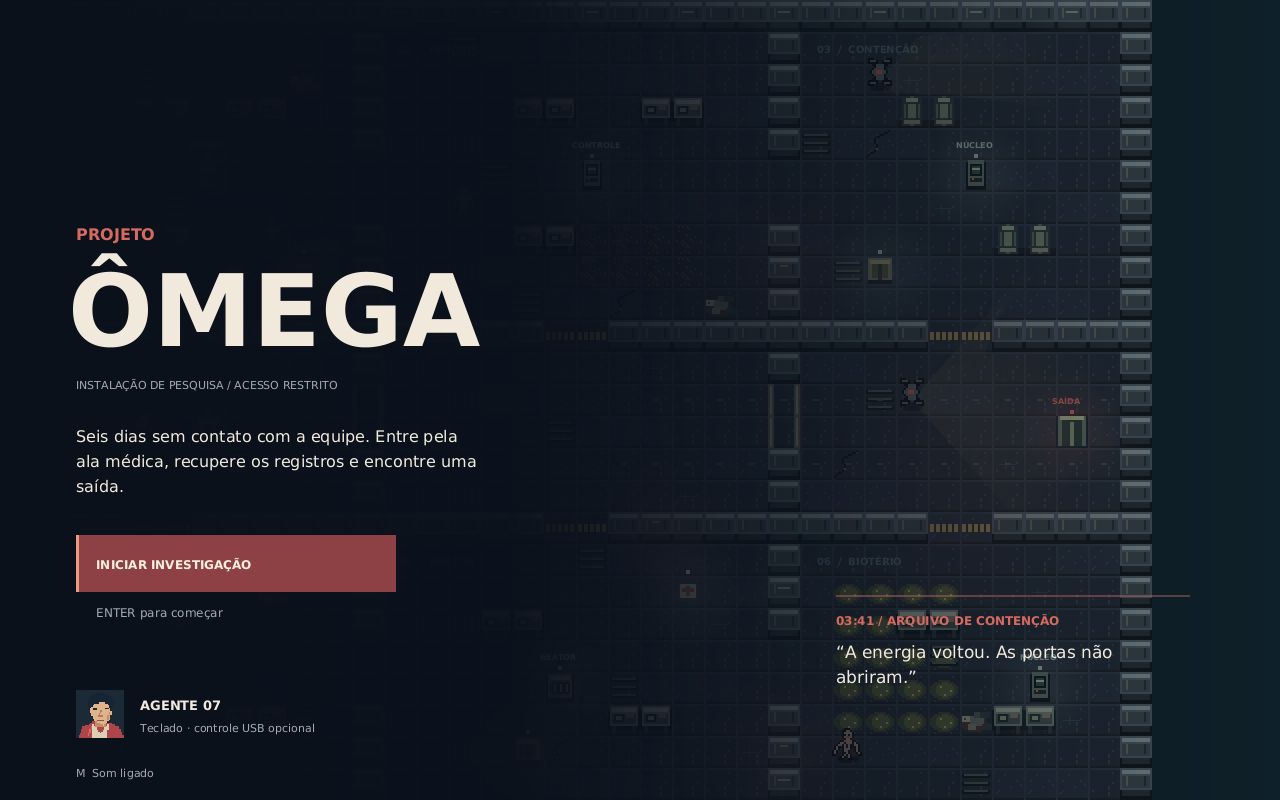 03 / CONTENÇÃO
CONTROLE
NÚCLEO
PROJETO
ÔMEGA
INSTALAÇÃO DE PESQUISA / ACESSO RESTRITO
SAÍDA
Seis dias sem contato com a equipe. Entre pela
ala médica, recupere os registros e encontre uma
saída.
INICIAR INVESTIGAÇÃO
ENTER para começar
06 / BIOTÉRIO
03:41 / ARQUIVO DE CONTENÇÃO
“A energia voltou. As portas não
abriram.”
REATOR
AGENTE 07
Teclado · controle USB opcional
M Som ligado